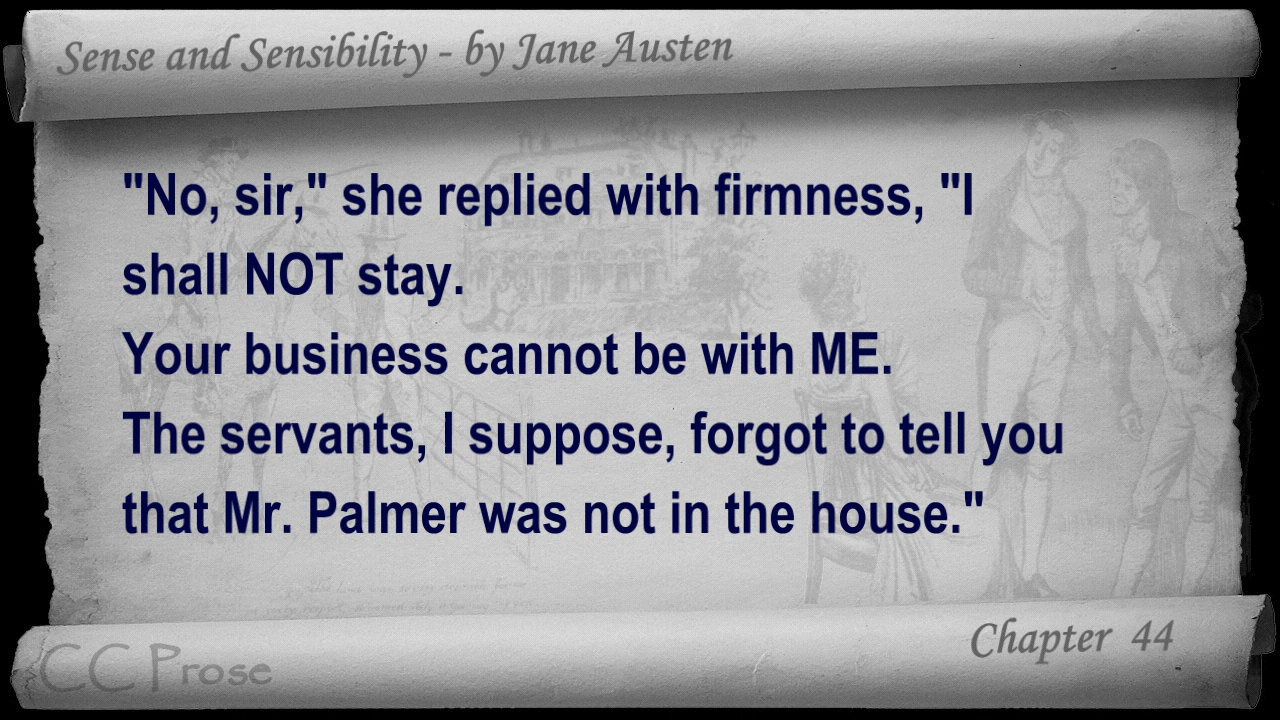 Sense and Sensibility - by Jane Austen
"No, sir," she replied with firmness, "I
shall NOT stay.
Your business cannot be with ME.
The servants, I suppose, forgot to tell you
that Mr. Palmer was not in the house."
Chapter 44
CC Prose